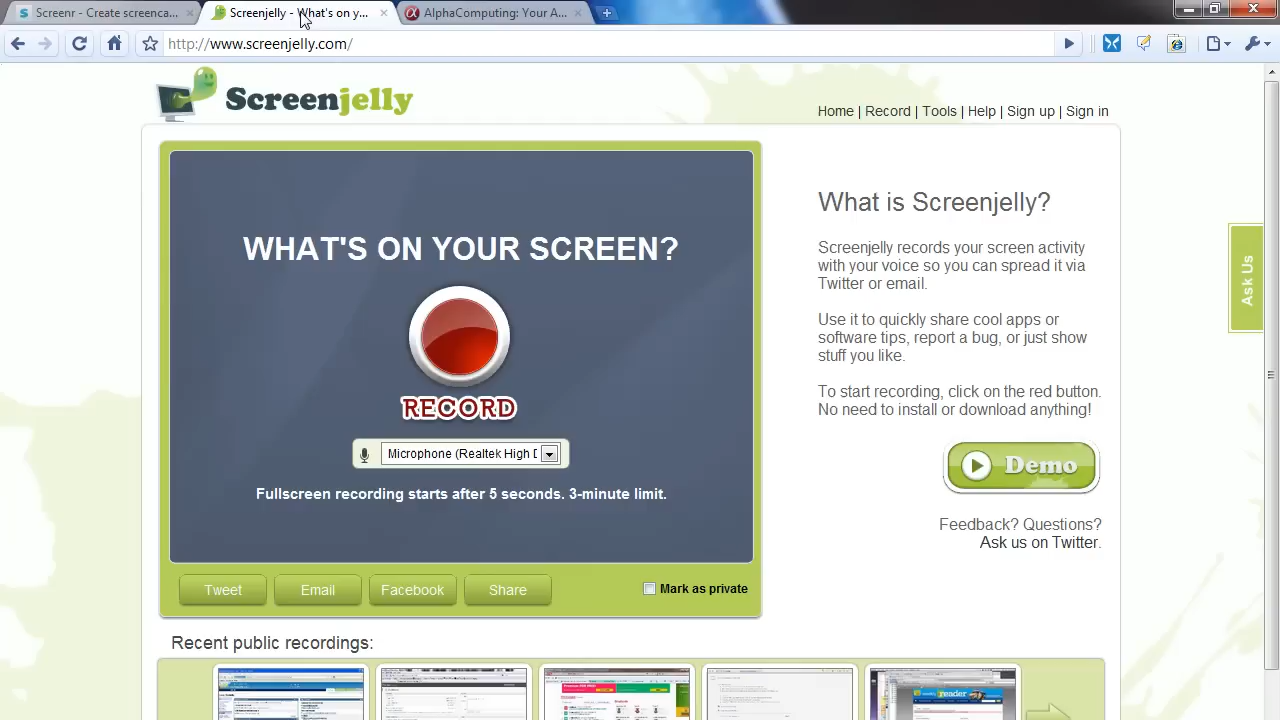 Screenr - Create screenca
Screenjelly - What's on y...
AlphaComputing: Your A...
http://www.screenjelly.com/
Screenjelly
Home | Record | Tools | Help | Sign up | Sign in
WHAT'S ON YOUR SCREEN?
RECORD
Microphone (Realtek High D
Fullscreen recording starts after 5 seconds. 3-minute limit.
Tweet
Email
Facebook
Share
Mark as private
What is Screenjelly?
Screenjelly records your screen activity
with your voice so you can spread it via
Twitter or email.
Use it to quickly share cool apps or
software tips, report a bug, or just show
stuff you like.
To start recording, click on the red button.
No need to install or download anything!
Demo
Feedback? Questions?
Ask us on Twitter.
Ask Us
Recent public recordings:
reader